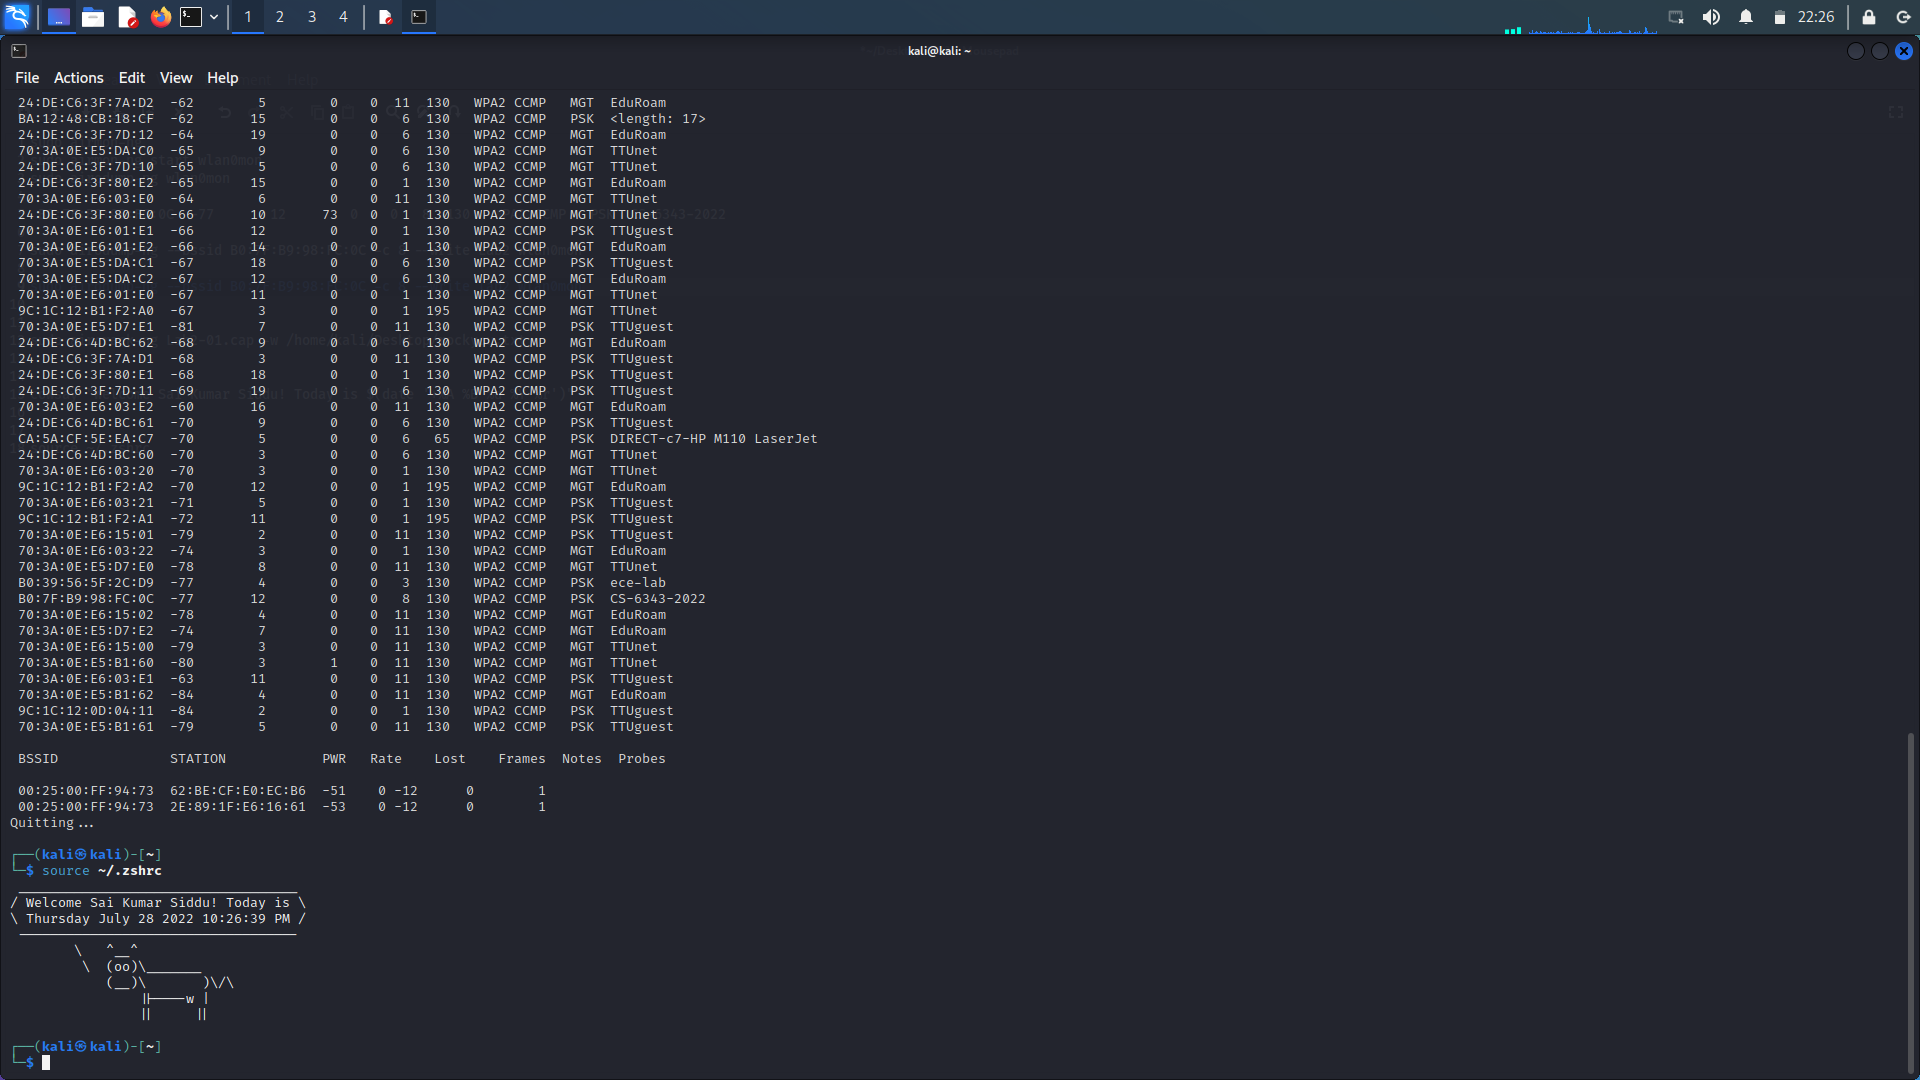 1 2 3 4 22:26
kali@kali: ~
File Actions Edit View Help
24:DE:C6:3F:7A:D2 -62 5 0 0 11 130 WPA2 CCMP MGT EduRoam
BA:12:48:CB:18:CF -62 15 0 0 6 130 WPA2 CCMP PSK <length: 17>
24:DE:C6:3F:7D:12 -64 19 0 0 6 130 WPA2 CCMP MGT EduRoam
70:3A:0E:E5:DA:C0 -65 9 0 0 6 130 WPA2 CCMP MGT TTUnet
24:DE:C6:3F:7D:10 -65 5 0 0 6 130 WPA2 CCMP MGT TTUnet
24:DE:C6:3F:80:E2 -65 15 0 0 1 130 WPA2 CCMP MGT EduRoam
70:3A:0E:E6:03:E0 -64 6 0 0 11 130 WPA2 CCMP MGT TTUnet
24:DE:C6:3F:80:E0 -66 10 73 0 1 130 WPA2 CCMP MGT TTUnet
70:3A:0E:E6:01:E1 -66 12 0 0 1 130 WPA2 CCMP PSK TTUguest
70:3A:0E:E6:01:E2 -66 14 0 0 1 130 WPA2 CCMP MGT EduRoam
70:3A:0E:E5:DA:C1 -67 18 0 0 6 130 WPA2 CCMP PSK TTUguest
70:3A:0E:E5:DA:C2 -67 12 0 0 6 130 WPA2 CCMP MGT EduRoam
70:3A:0E:E6:01:E0 -67 11 0 0 1 130 WPA2 CCMP MGT TTUnet
9C:1C:12:B1:F2:A0 -67 3 0 0 1 195 WPA2 CCMP MGT TTUnet
70:3A:0E:E5:D7:E1 -81 7 0 0 11 130 WPA2 CCMP PSK TTUguest
24:DE:C6:4D:BC:62 -68 9 0 0 6 130 WPA2 CCMP MGT EduRoam
24:DE:C6:3F:7A:D1 -68 3 0 0 11 130 WPA2 CCMP PSK TTUguest
24:DE:C6:3F:80:E1 -68 18 0 0 1 130 WPA2 CCMP PSK TTUguest
24:DE:C6:3F:7D:11 -69 19 0 0 6 130 WPA2 CCMP PSK TTUguest
70:3A:0E:E6:03:E2 -60 16 0 0 11 130 WPA2 CCMP MGT EduRoam
24:DE:C6:4D:BC:61 -70 9 0 0 6 130 WPA2 CCMP PSK TTUguest
CA:5A:CF:5E:EA:C7 -70 5 0 0 6 65 WPA2 CCMP PSK DIRECT-c7-HP M110 LaserJet
24:DE:C6:4D:BC:60 -70 3 0 0 6 130 WPA2 CCMP MGT TTUnet
70:3A:0E:E6:03:20 -70 3 0 0 1 130 WPA2 CCMP MGT TTUnet
9C:1C:12:B1:F2:A2 -70 12 0 0 1 195 WPA2 CCMP MGT EduRoam
70:3A:0E:E6:03:21 -71 5 0 0 1 130 WPA2 CCMP PSK TTUguest
9C:1C:12:B1:F2:A1 -72 11 0 0 1 195 WPA2 CCMP PSK TTUguest
70:3A:0E:E6:15:01 -79 2 0 0 11 130 WPA2 CCMP PSK TTUguest
70:3A:0E:E6:03:22 -74 3 0 0 1 130 WPA2 CCMP MGT EduRoam
70:3A:0E:E5:D7:E0 -78 8 0 0 11 130 WPA2 CCMP MGT TTUnet
B0:39:56:5F:2C:D9 -77 4 0 0 3 130 WPA2 CCMP PSK ece-lab
B0:7F:B9:98:FC:0C -77 12 0 0 8 130 WPA2 CCMP PSK CS-6343-2022
70:3A:0E:E6:15:02 -78 4 0 0 11 130 WPA2 CCMP MGT EduRoam
70:3A:0E:E5:D7:E2 -74 7 0 0 11 130 WPA2 CCMP MGT EduRoam
70:3A:0E:E6:15:00 -79 3 0 0 11 130 WPA2 CCMP MGT TTUnet
70:3A:0E:E5:B1:60 -80 3 1 0 11 130 WPA2 CCMP MGT TTUnet
70:3A:0E:E6:03:E1 -63 11 0 0 11 130 WPA2 CCMP PSK TTUguest
70:3A:0E:E5:B1:62 -84 4 0 0 11 130 WPA2 CCMP MGT EduRoam
9C:1C:12:0D:04:11 -84 2 0 0 1 130 WPA2 CCMP PSK TTUguest
70:3A:0E:E5:B1:61 -79 5 0 0 11 130 WPA2 CCMP PSK TTUguest
BSSID STATION PWR Rate Lost Frames Notes Probes
00:25:00:FF:94:73 62:BE:CF:E0:EC:B6 -51 0 -12 0 1
00:25:00:FF:94:73 2E:89:1F:E6:16:61 -53 0 -12 0 1
Quitting...
┌──(kali㉿kali)-[~]
└─$ source ~/.zshrc
/ Welcome Sai Kumar Siddu! Today is \
\ Thursday July 28 2022 10:26:39 PM /
\ ^__^
\ (oo)\_______
(__)\ )\/\
||----w |
|| ||
┌──(kali㉿kali)-[~]
└─$